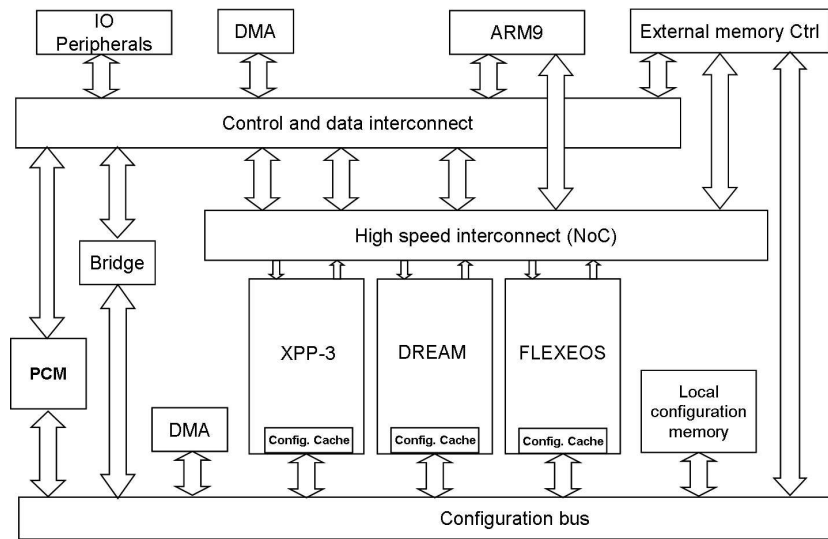 IO
Peripherals
DMA
ARM9
External memory Ctrl
Control and data interconnect
High speed interconnect (NoC)
Bridge
XPP-3
DREAM
FLEXEOS
PCM
Local
configuration
memory
DMA
Config. Cache
Config. Cache
Config. Cache
Configuration bus